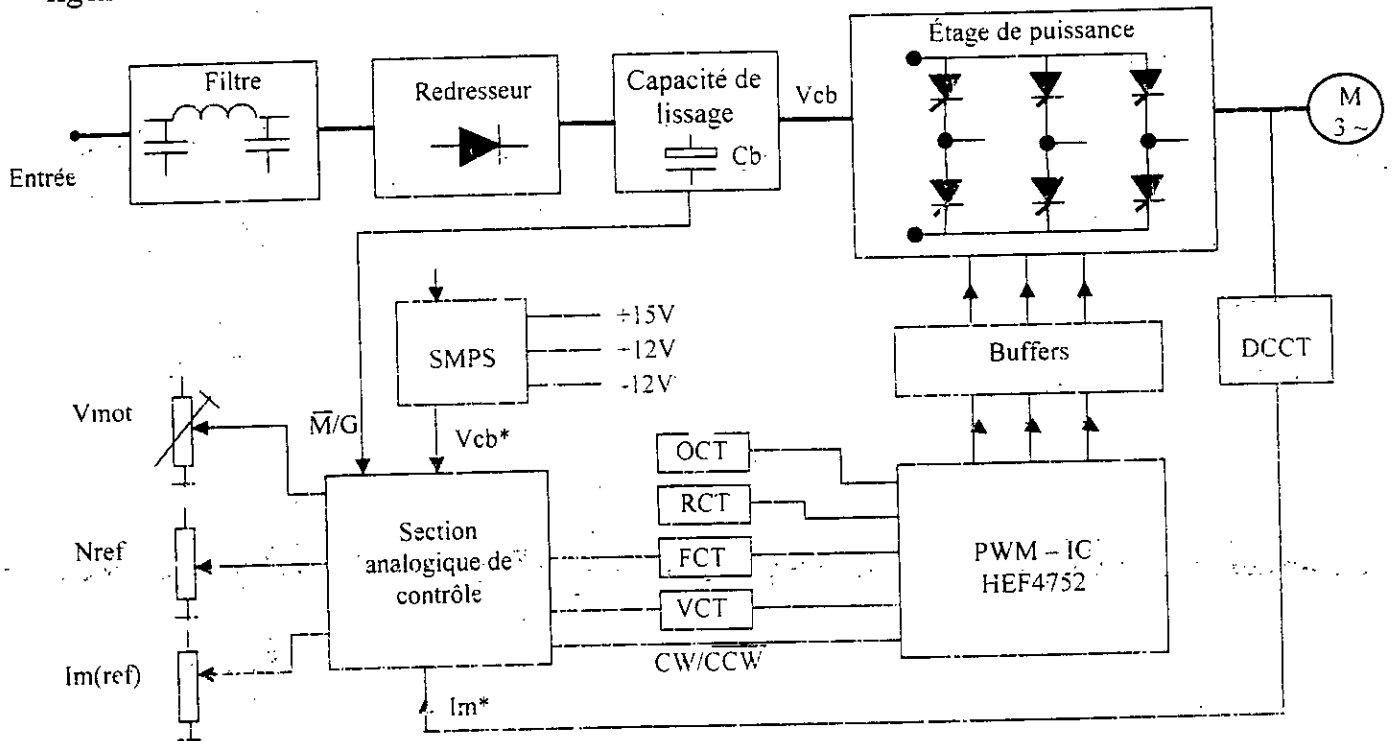 Étage de puissance
Filtre
Redresseur
Capacité de
lissage
Cb
Vcb
M
3 ~
Entrée
SMPS
+15V
+12V
-12V
Buffers
DCCT
Vmot
M̅/G
Vcb*
OCT
RCT
Nref
Section
analogique de
contrôle
FCT
VCT
PWM – IC
HEF4752
Im(ref)
CW/C̅C̅W̅
Im*